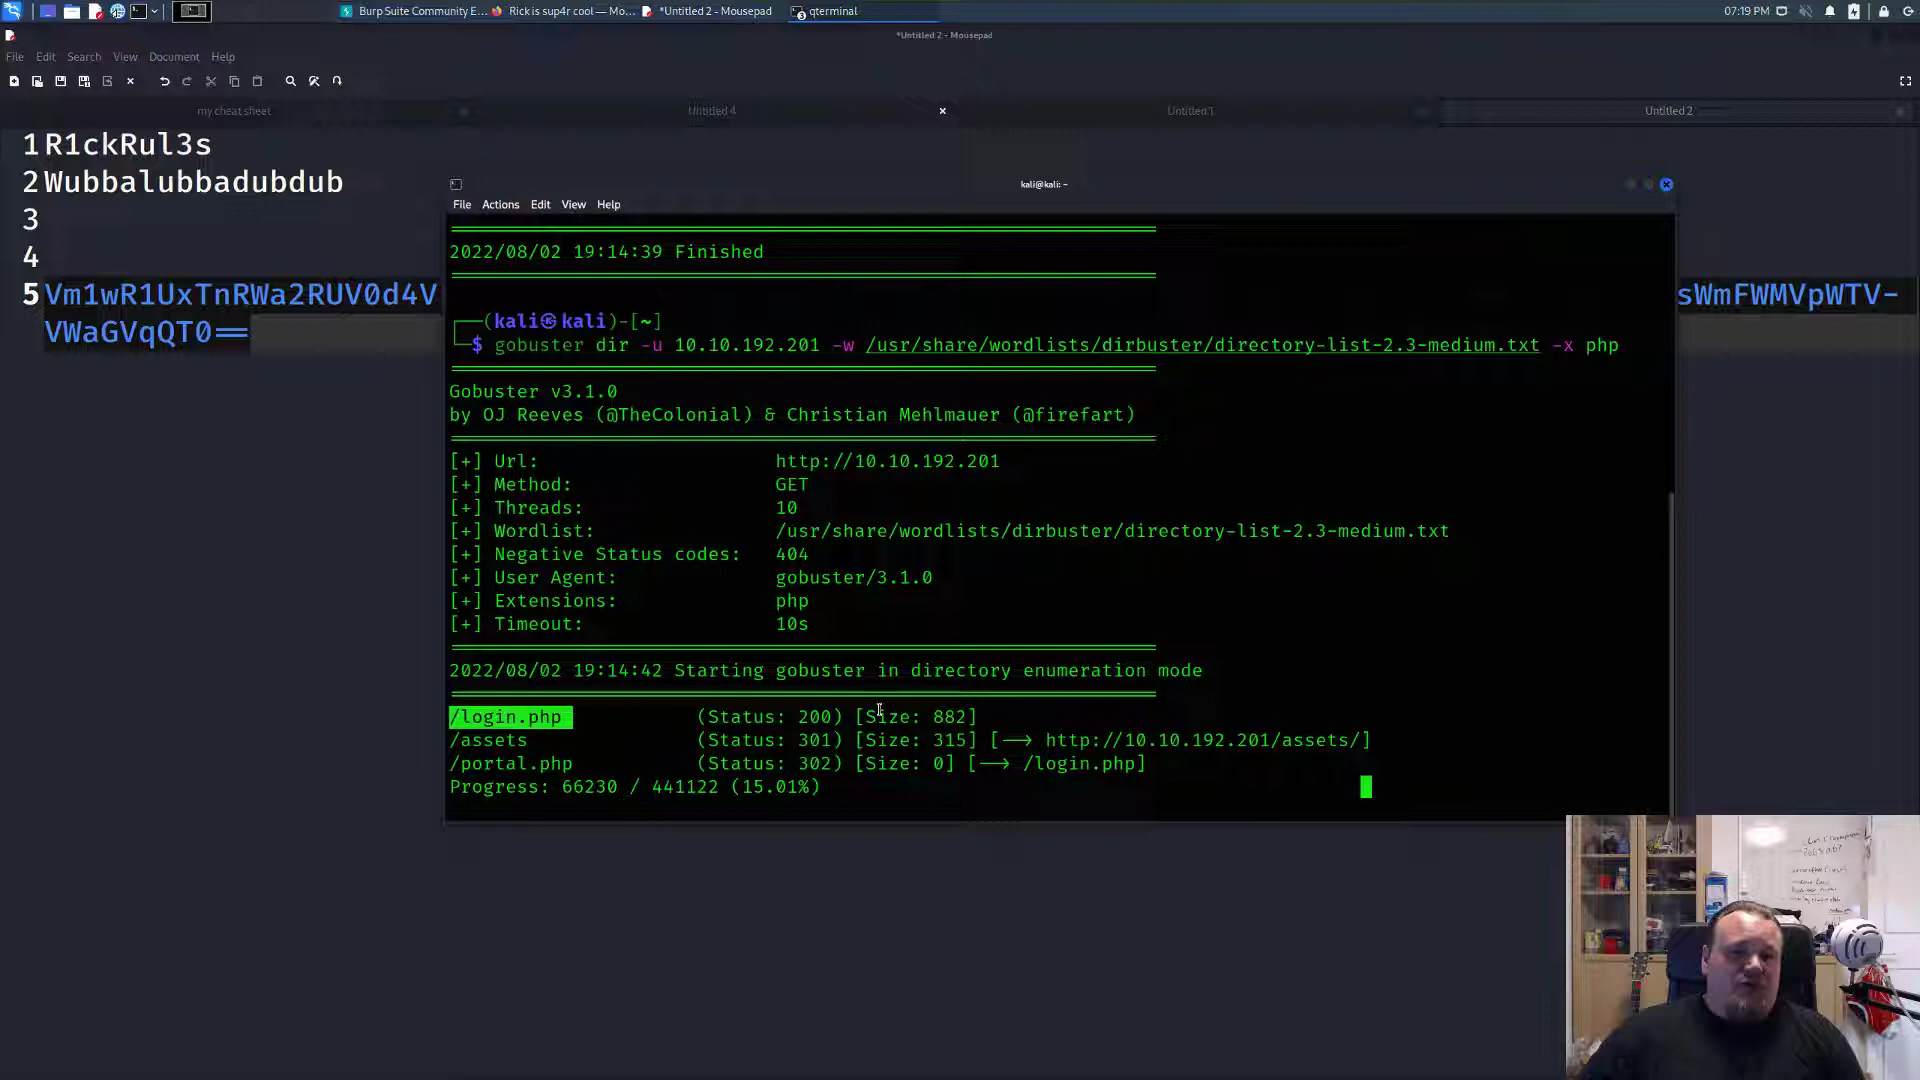 Burp Suite Community E... Rick is sup4r cool — Mo... *Untitled 2 - Mousepad qterminal 07:19 PM
*Untitled 2 - Mousepad
File Edit Search View Document Help
my cheat sheet Untitled 4 Untitled 1 Untitled 2
1 R1ckRul3s
2 Wubbalubbadubdub
3
4
5 Vm1wR1UxTnRWa2RUV0d4V sWmFWMVpWTV-
VWaGVqQT0==
kali@kali: ~
File Actions Edit View Help
2022/08/02 19:14:39 Finished
(kali㉿kali)-[~]
$ gobuster dir -u 10.10.192.201 -w /usr/share/wordlists/dirbuster/directory-list-2.3-medium.txt -x php
Gobuster v3.1.0
by OJ Reeves (@TheColonial) & Christian Mehlmauer (@firefart)
[+] Url: http://10.10.192.201
[+] Method: GET
[+] Threads: 10
[+] Wordlist: /usr/share/wordlists/dirbuster/directory-list-2.3-medium.txt
[+] Negative Status codes: 404
[+] User Agent: gobuster/3.1.0
[+] Extensions: php
[+] Timeout: 10s
2022/08/02 19:14:42 Starting gobuster in directory enumeration mode
/login.php (Status: 200) [Size: 882]
/assets (Status: 301) [Size: 315] [--> http://10.10.192.201/assets/]
/portal.php (Status: 302) [Size: 0] [--> /login.php]
Progress: 66230 / 441122 (15.01%)